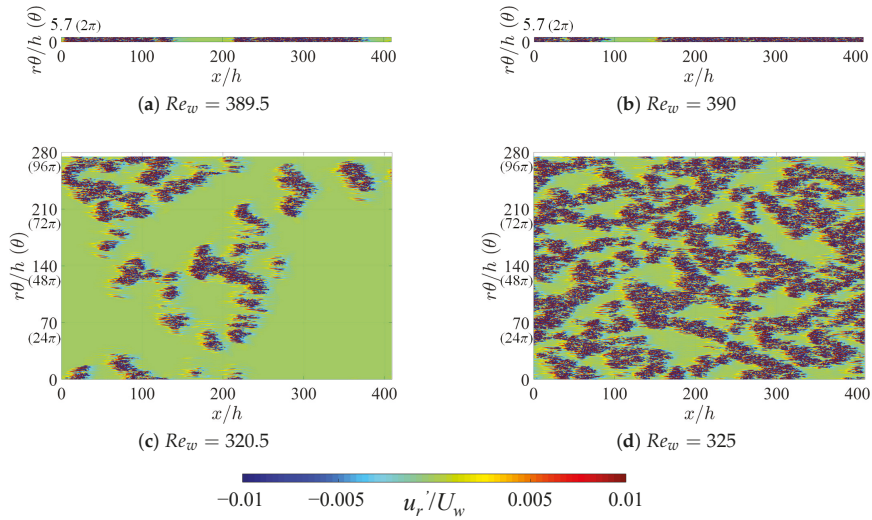 rθ/h (θ)
5.7 (2π)
0
0 100 200 300 400
x/h
(a) Re_w = 389.5
rθ/h (θ)
5.7 (2π)
0
0 100 200 300 400
x/h
(b) Re_w = 390
rθ/h (θ)
280
(96π)
210
(72π)
140
(48π)
70
(24π)
0
0 100 200 300 400
x/h
(c) Re_w = 320.5
rθ/h (θ)
280
(96π)
210
(72π)
140
(48π)
70
(24π)
0
0 100 200 300 400
x/h
(d) Re_w = 325
−0.01 −0.005 u_r'/U_w 0.005 0.01